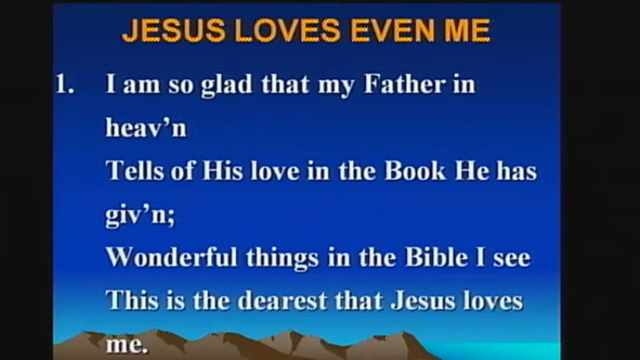 JESUS LOVES EVEN ME
1. I am so glad that my Father in
heav’n
Tells of His love in the Book He has
giv’n;
Wonderful things in the Bible I see
This is the dearest that Jesus loves
me.